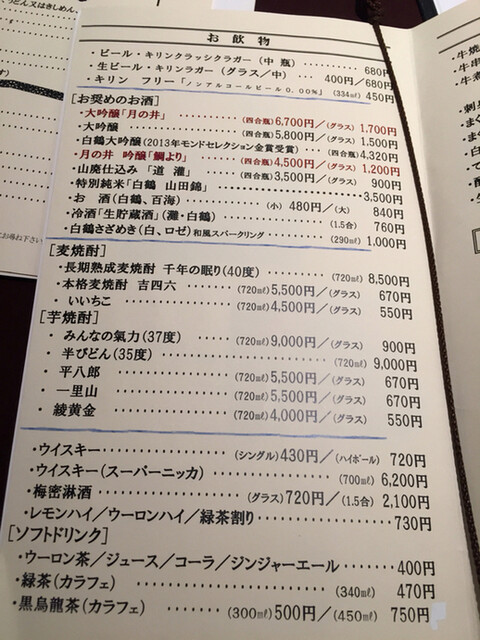 お飲物
・ビール・キリンクラシックラガー(中 瓶)‥‥ 680円
・生ビール・キリンラガー(グラス／中)‥‥ 400円／680円
・キリン フリー「ノンアルコールビール0.00%」(334㎖) 450円
[お奨めのお酒]
・大吟醸「月の井」‥‥(四合瓶)6,700円／(グラス) 1,700円
・大吟醸‥‥(四合瓶)5,800円／(グラス) 1,500円
・白鶴大吟醸(2013年モンドセレクション金賞受賞)‥‥(四合瓶)4,320円
・月の井 吟醸「鯛より」‥‥(四合瓶)4,500円／(グラス) 1,200円
・山廃仕込み 「道 灌」‥‥(四合瓶)3,500円／(グラス) 900円
・特別純米「白鶴 山田錦」‥‥3,500円
・お 酒(白鶴、百海)‥‥(小) 480円／(大) 840円
・冷酒「生貯蔵酒」(灘・白鶴)‥‥(1.5合) 760円
・白鶴さざめき(白、ロゼ)和風スパークリング‥‥(290㎖) 1,000円
[麦焼酎]
・長期熟成麦焼酎 千年の眠り(40度)‥‥(720㎖) 8,500円
・本格麦焼酎 吉四六‥‥(720㎖)5,500円／(グラス) 670円
・いいちこ‥‥(720㎖)4,500円／(グラス) 550円
[芋焼酎]
・みんなの氣力(37度)‥‥(720㎖)9,000円／(グラス) 900円
・半びどん(35度)‥‥(720㎖) 9,000円
・平八郎‥‥(720㎖)5,500円／(グラス) 670円
・一里山‥‥(720㎖)5,500円／(グラス) 670円
・綾黄金‥‥(720㎖)4,000円／(グラス) 550円
・ウイスキー‥‥(シングル)430円／(ハイボール) 720円
・ウイスキー(スーパーニッカ)‥‥(700㎖) 6,200円
・梅密淋酒‥‥(グラス)720円／(1.5合) 2,100円
・レモンハイ／ウーロンハイ／緑茶割り‥‥730円
[ソフトドリンク]
・ウーロン茶／ジュース／コーラ／ジンジャーエール‥‥400円
・緑茶(カラフェ)‥‥(340㎖) 470円
・黒烏龍茶(カラフェ)‥‥(300㎖)500円／(450㎖) 750円